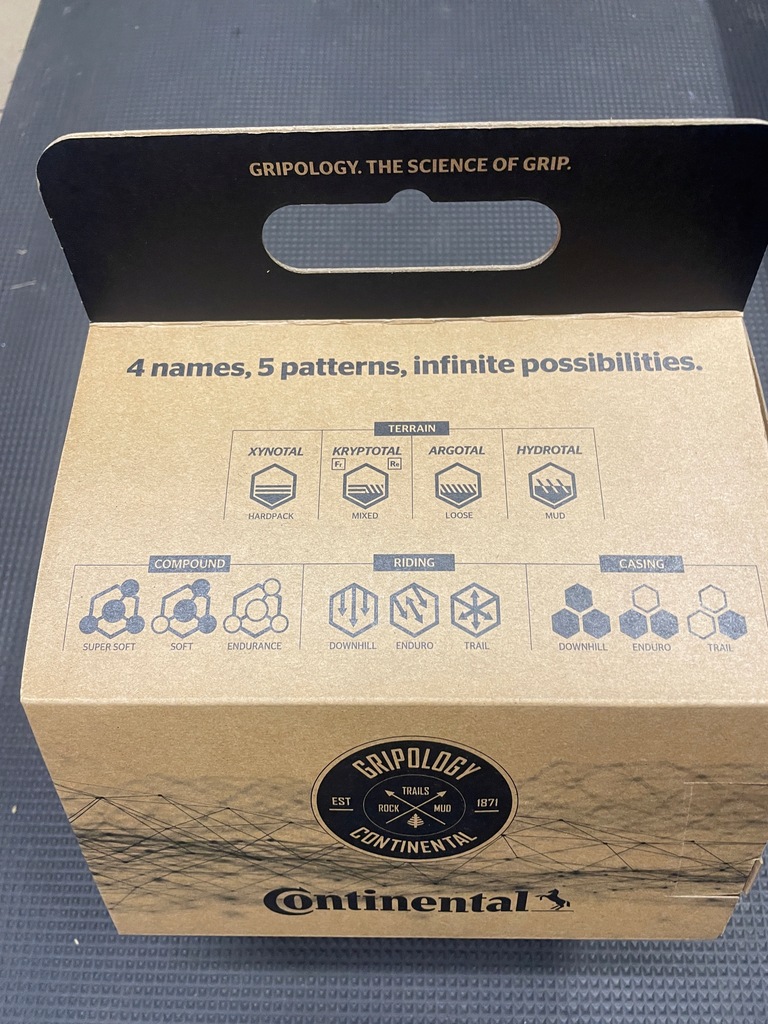 GRIPOLOGY. THE SCIENCE OF GRIP.
4 names, 5 patterns, infinite possibilities.
TERRAIN
XYNOTAL KRYPTOTAL ARGOTAL HYDROTAL
Fr Re
HARDPACK MIXED LOOSE MUD
COMPOUND RIDING CASING
SUPER SOFT SOFT ENDURANCE DOWNHILL ENDURO TRAIL DOWNHILL ENDURO TRAIL
GRIPOLOGY
TRAILS
EST ROCK MUD 1871
CONTINENTAL
Continental